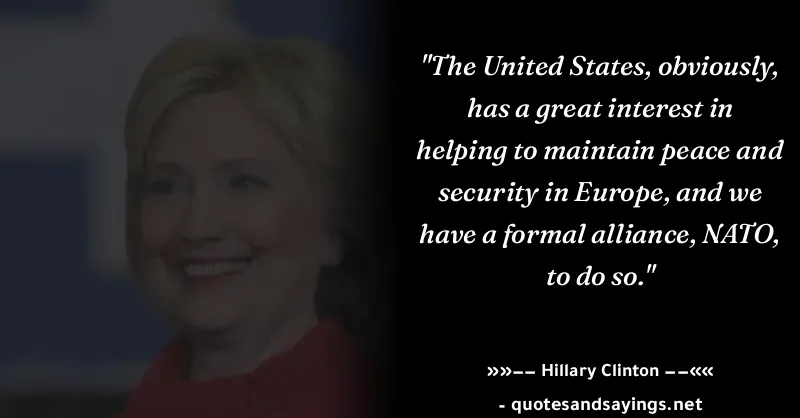 "The United States, obviously,
has a great interest in
helping to maintain peace and
security in Europe, and we
have a formal alliance, NATO,
to do so."
»»–– Hillary Clinton ––««
- quotesandsayings.net